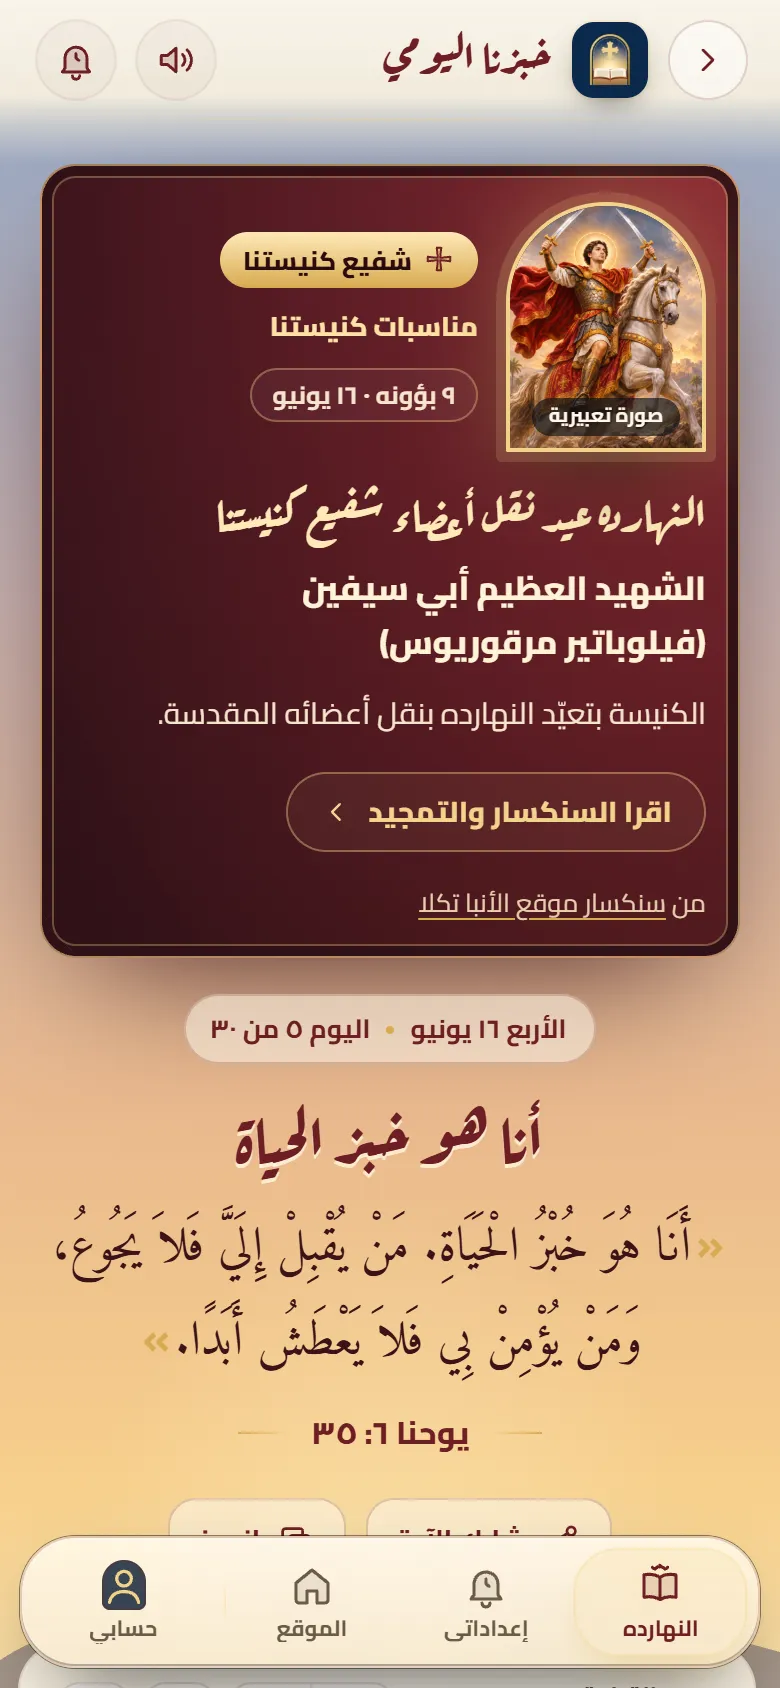 خبزنا اليومي
شفيع كنيستنا
مناسبات كنيستنا
٩ بؤونه · ١٦ يونيو
صورة تعبيرية
النهارده عيد نقل أعضاء شفيع كنيستنا
الشهيد العظيم أبي سيفين
(فيلوباتير مرقوريوس)
الكنيسة بتعيّد النهارده بنقل أعضائه المقدسة.
اقرا السنكسار والتمجيد
من سنكسار موقع الأنبا تكلا
الأربع ١٦ يونيو • اليوم ٥ من ٣٠
أنا هو خبز الحياة
«أَنَا هُوَ خُبْزُ الْحَيَاةِ. مَنْ يُقْبِلْ إِلَيَّ فَلاَ يَجُوعُ،
وَمَنْ يُؤْمِنْ بِي فَلاَ يَعْطَشُ أَبَدًا.»
يوحنا ٦: ٣٥
النهارده
إعداداتى
الموقع
حسابي